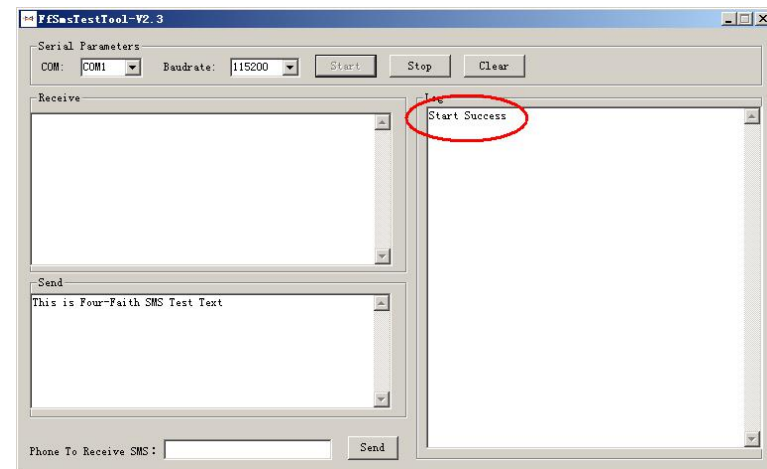 FfSmsTestTool-V2.3
Serial Parameters
COM: COM1 Baudrate: 115200 Start Stop Clear
Receive
Log
Start Success
Send
This is Four-Faith SMS Test Text
Phone To Receive SMS: Send